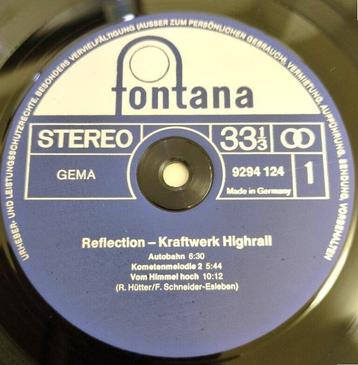 URHEBER- UND LEISTUNGSSCHUTZRECHTE, BESONDERS VERVIELFÄLTIGUNG (AUSSER ZUM PERSÖNLICHEN GEBRAUCH), VERMIETUNG, AUFFÜHRUNG, SENDUNG, VORBEHALTEN
fontana
STEREO 33 1/3
GEMA 9294 124 1
Made in Germany
Reflection – Kraftwerk Highrail
Autobahn 6:30
Kometenmelodie 2 5:44
Vom Himmel hoch 10:12
(R. Hütter/F. Schneider-Esleben)